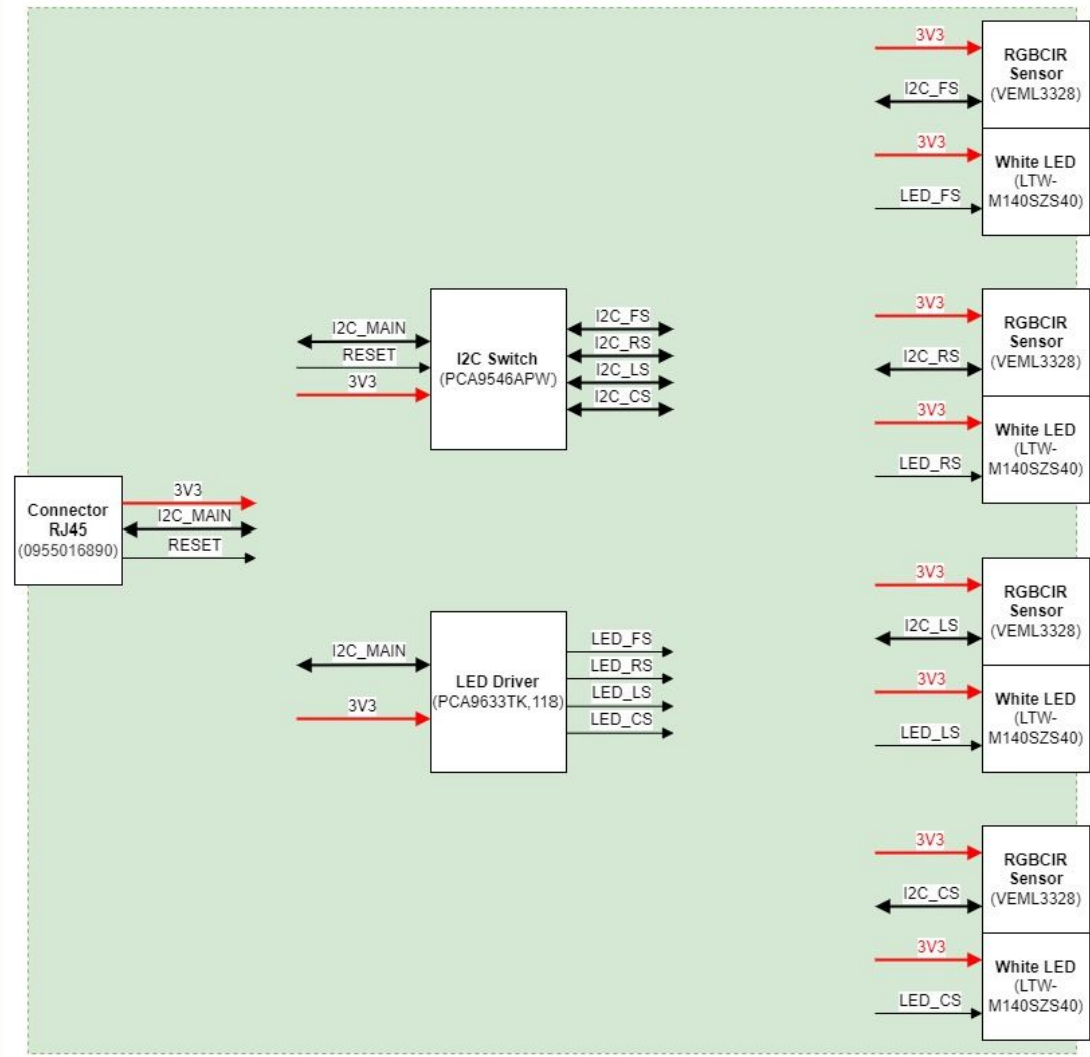 3V3
RGBCIR
Sensor
(VEML3328)
I2C_FS
3V3
White LED
(LTW-
M140SZS40)
LED_FS
I2C_MAIN
RESET
3V3
I2C Switch
(PCA9546APW)
I2C_FS
I2C_RS
I2C_LS
I2C_CS
3V3
RGBCIR
Sensor
(VEML3328)
I2C_RS
3V3
White LED
(LTW-
M140SZS40)
LED_RS
Connector
RJ45
(0955016890)
3V3
I2C_MAIN
RESET
I2C_MAIN
3V3
LED Driver
(PCA9633TK,118)
LED_FS
LED_RS
LED_LS
LED_CS
3V3
RGBCIR
Sensor
(VEML3328)
I2C_LS
3V3
White LED
(LTW-
M140SZS40)
LED_LS
3V3
RGBCIR
Sensor
(VEML3328)
I2C_CS
3V3
White LED
(LTW-
M140SZS40)
LED_CS